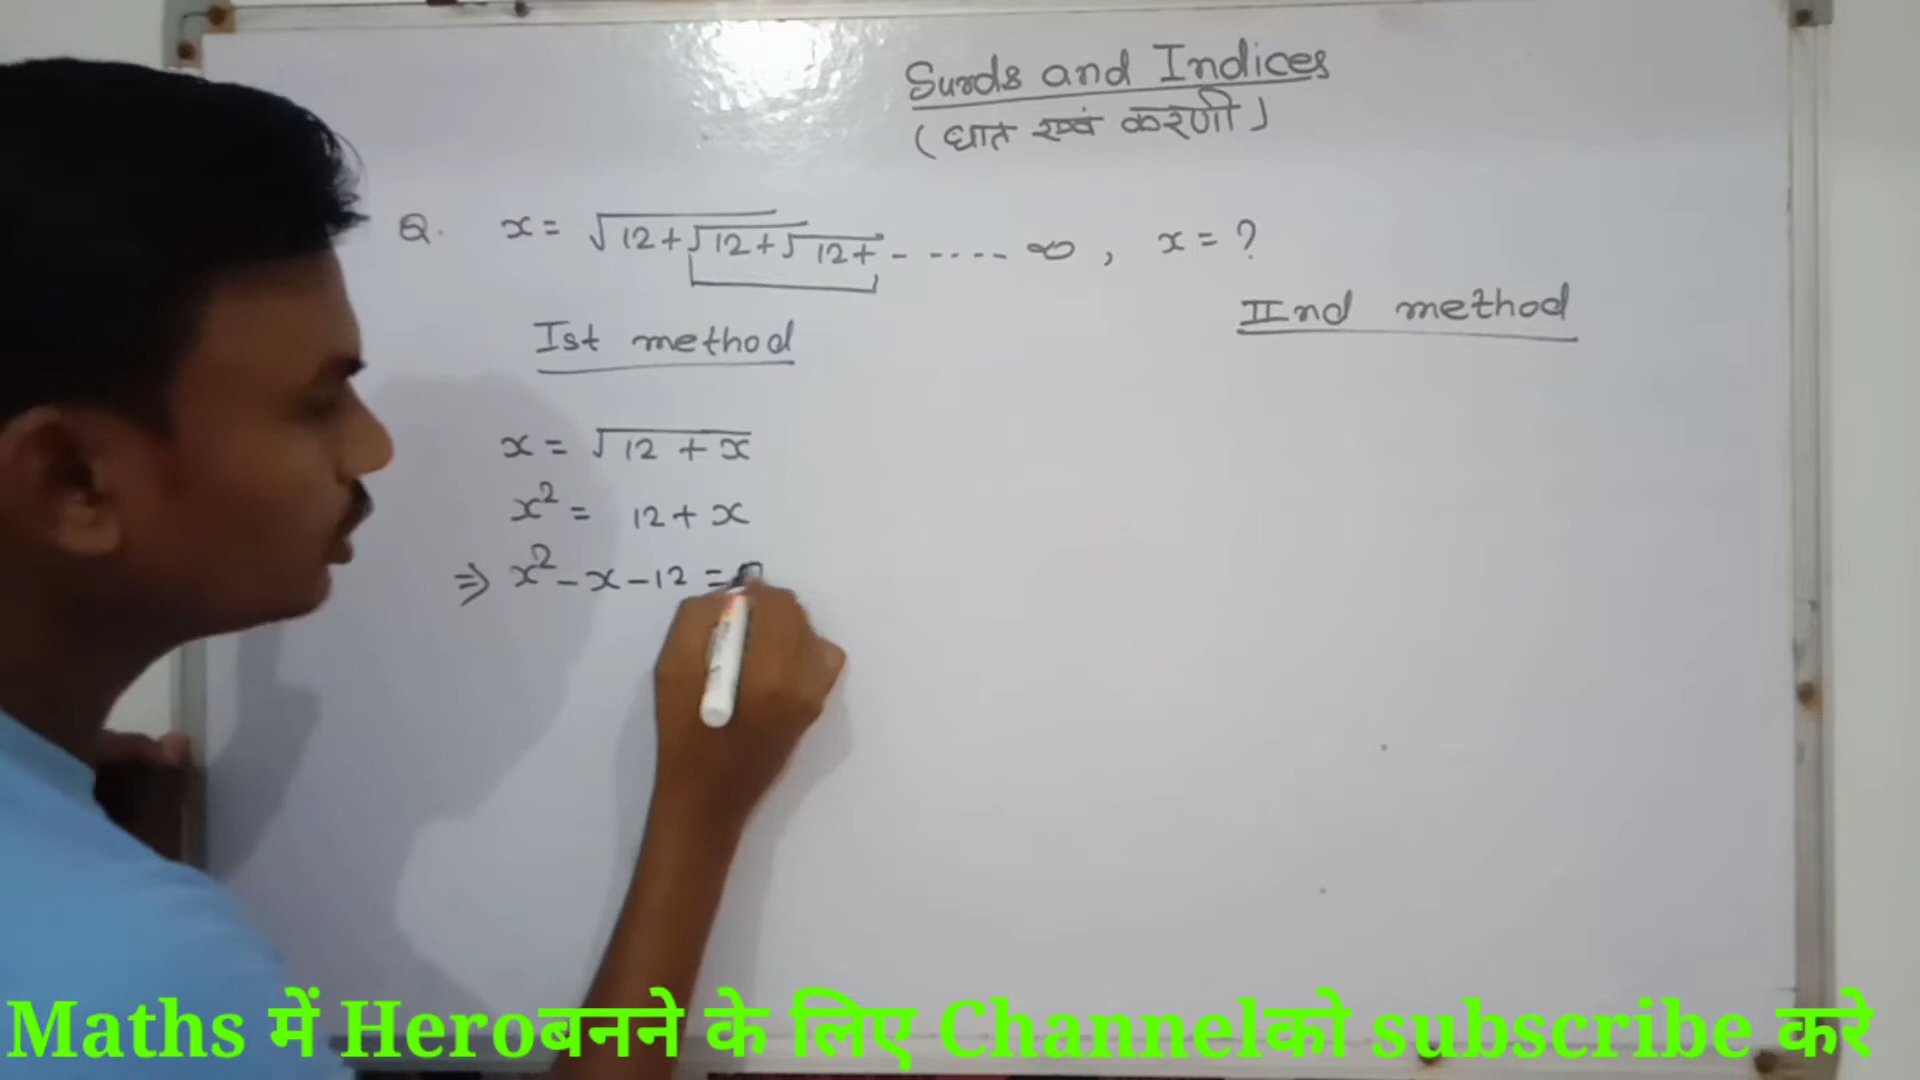 Surds and Indices
(घात एवं करणी)
Q. x = √12+√12+√12+ - ..... ∞ , x = ?
Ist method
IInd method
x = √12 + x
x² = 12 + x
⇒ x² - x - 12 = 0
Maths में Heroबनने के लिए Channelको subscribe करे